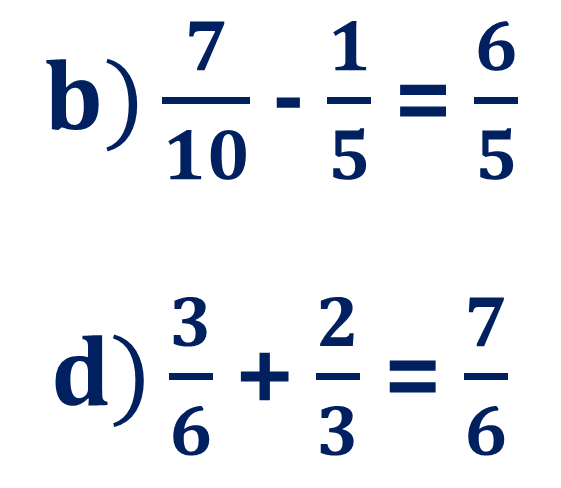 b) 7/10 - 1/5 = 6/5
d) 3/6 + 2/3 = 7/6